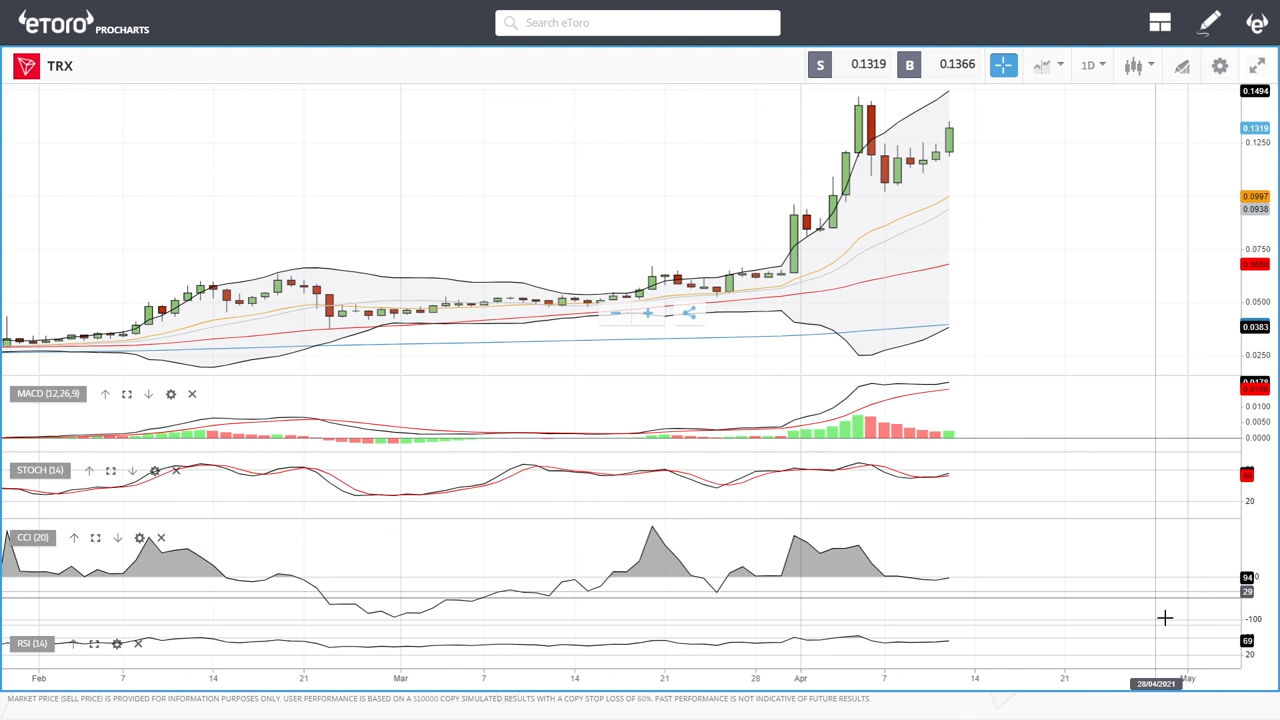 eToro PROCHARTS
Search eToro
TRX
S 0.1319 B 0.1366
1D
0.1494
0.1319
0.1250
0.0997
0.0938
0.0750
0.0500
0.0383
0.0250
MACD (12,26,9)
0.0178
0.0100
0.0050
0.0000
STOCH (14)
20
CCI (20)
94
29
-100
RSI (14)
69
20
Feb 7 14 21 Mar 7 14 21 28 Apr 7 14 21 28/04/2021 May
MARKET PRICE (SELL PRICE) IS PROVIDED FOR INFORMATION PURPOSES ONLY. USER PERFORMANCE IS BASED ON A $10000 COPY SIMULATED RESULTS WITH A COPY STOP LOSS OF 60%. PAST PERFORMANCE IS NOT INDICATIVE OF FUTURE RESULTS.